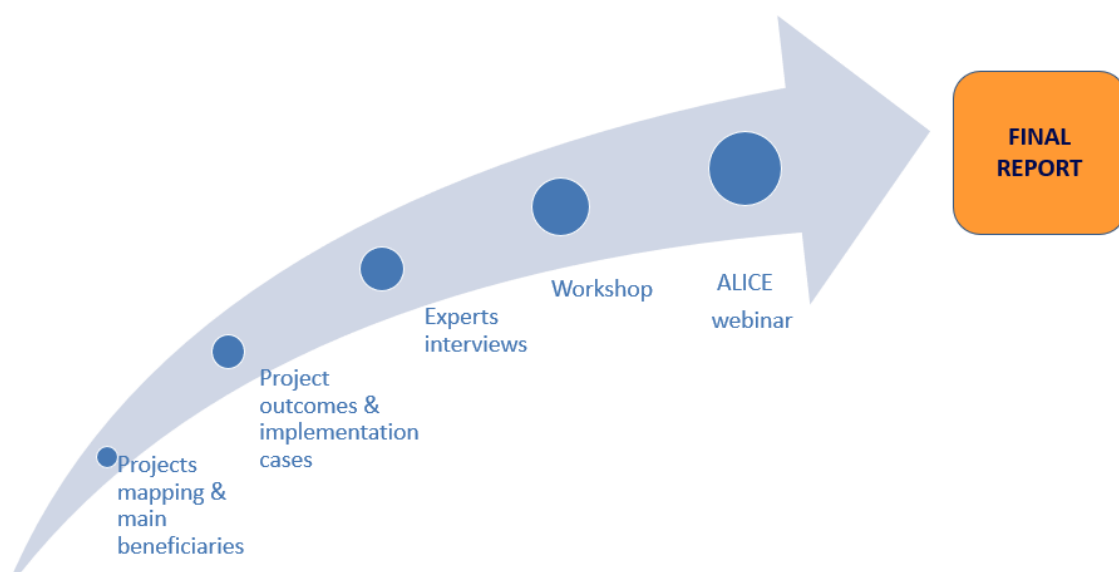 Projects
mapping &
main
beneficiaries
Project
outcomes &
implementation
cases
Experts
interviews
Workshop
ALICE
webinar
FINAL
REPORT